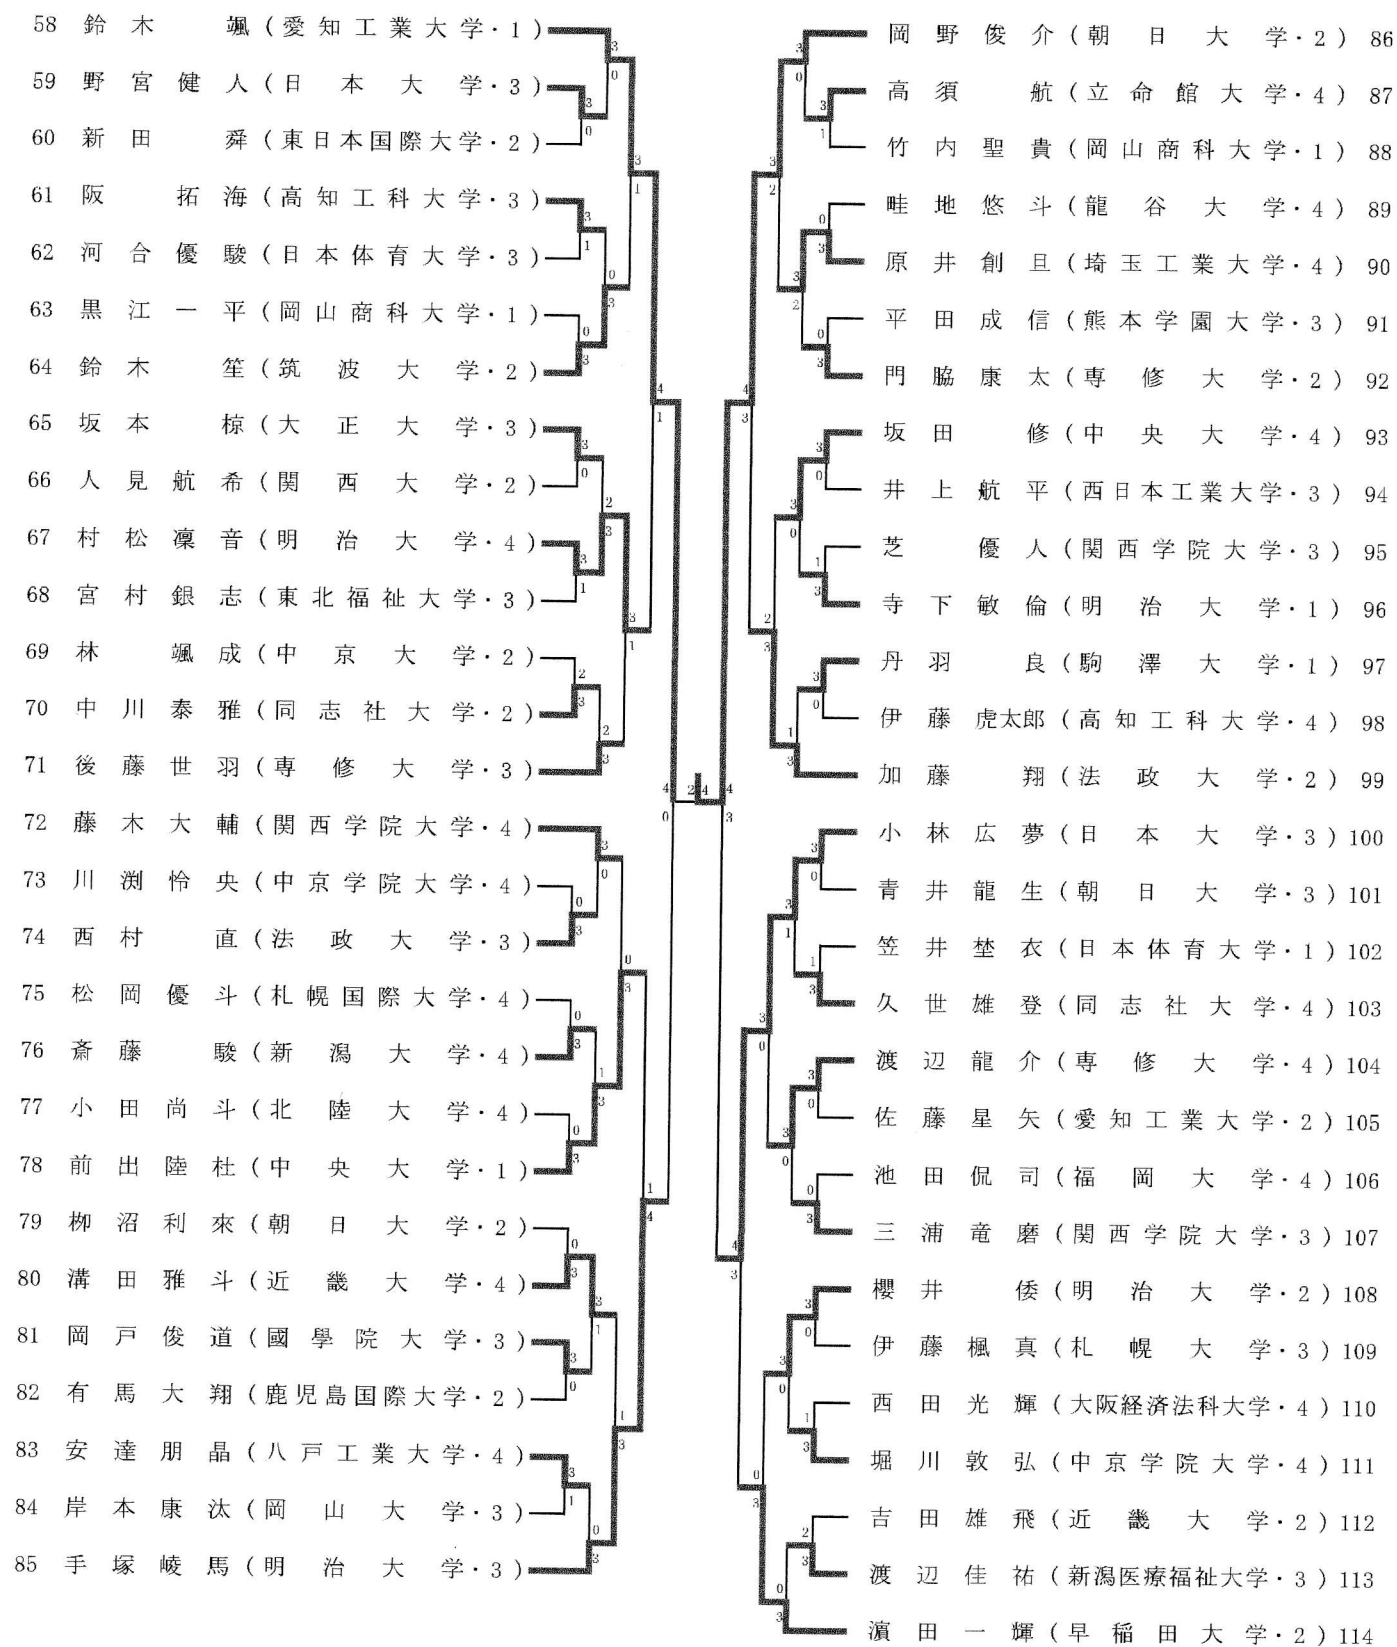 58 鈴木 颯(愛知工業大学・1)
59 野宮健人(日本大学・3)
60 新田 舜(東日本国際大学・2)
61 阪 拓海(高知工科大学・3)
62 河合優駿(日本体育大学・3)
63 黒江一平(岡山商科大学・1)
64 鈴木 笙(筑波大学・2)
65 坂本 椋(大正大学・3)
66 人見航希(関西大学・2)
67 村松凜音(明治大学・4)
68 宮村銀志(東北福祉大学・3)
69 林 颯成(中京大学・2)
70 中川泰雅(同志社大学・2)
71 後藤世羽(専修大学・3)
72 藤木大輔(関西学院大学・4)
73 川渕怜央(中京学院大学・4)
74 西村 直(法政大学・3)
75 松岡優斗(札幌国際大学・4)
76 斎藤 駿(新潟大学・4)
77 小田尚斗(北陸大学・4)
78 前出陸杜(中央大学・1)
79 栁沼利來(朝日大学・2)
80 溝田雅斗(近畿大学・4)
81 岡戸俊道(國學院大学・3)
82 有馬大翔(鹿児島国際大学・2)
83 安達朋晶(八戸工業大学・4)
84 岸本康汰(岡山大学・3)
85 手塚崚馬(明治大学・3)
岡野俊介(朝日大学・2) 86
高須 航(立命館大学・4) 87
竹内聖貴(岡山商科大学・1) 88
畦地悠斗(龍谷大学・4) 89
原井創且(埼玉工業大学・4) 90
平田成信(熊本学園大学・3) 91
門脇康太(専修大学・2) 92
坂田 修(中央大学・4) 93
井上航平(西日本工業大学・3) 94
芝 優人(関西学院大学・3) 95
寺下敏倫(明治大学・1) 96
丹羽 良(駒澤大学・1) 97
伊藤虎太郎(高知工科大学・4) 98
加藤 翔(法政大学・2) 99
小林広夢(日本大学・3) 100
青井龍生(朝日大学・3) 101
笠井埜衣(日本体育大学・1) 102
久世雄登(同志社大学・4) 103
渡辺龍介(専修大学・4) 104
佐藤星矢(愛知工業大学・2) 105
池田侃司(福岡大学・4) 106
三浦竜磨(関西学院大学・3) 107
櫻井 倭(明治大学・2) 108
伊藤楓真(札幌大学・3) 109
西田光輝(大阪経済法科大学・4) 110
堀川敦弘(中京学院大学・4) 111
吉田雄飛(近畿大学・2) 112
渡辺佳祐(新潟医療福祉大学・3) 113
濵田一輝(早稲田大学・2) 114